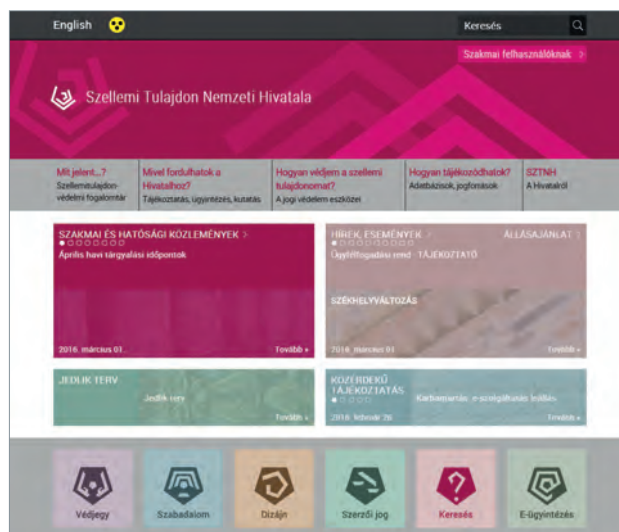 English
Keresés
Szakmai felhasználóknak >
Szellemi Tulajdon Nemzeti Hivatala
Mit jelent...?
Szellemitulajdon-
védelmi fogalomtár
Mivel fordulhatok a
Hivatalhoz?
Tájékoztatás, ügyintézés, kutatás
Hogyan védjem a szellemi
tulajdonomat?
A jogi védelem eszközei
Hogyan tájékozódhatok?
Adatbázisok, jogforrások
SZTNH
A Hivatalról
SZAKMAI ÉS HATÓSÁGI KÖZLEMÉNYEK >
Április havi tárgyalási időpontok
2016. március 01.
Tovább »
HÍREK, ESEMÉNYEK >
ÁLLÁSAJÁNLAT >
Ügyfélfogadási rend - TÁJÉKOZTATÓ
SZÉKHELYVÁLTOZÁS
2016. március 01.
Tovább »
JEDLIK TERV
Jedlik terv
Tovább »
KÖZÉRDEKŰ
TÁJÉKOZTATÁS >
Karbantartás: e-szolgáltatás leállás
2016. február 26.
Tovább »
Védjegy
Szabadalom
Dizájn
Szerzői jog
Keresés
E-ügyintézés